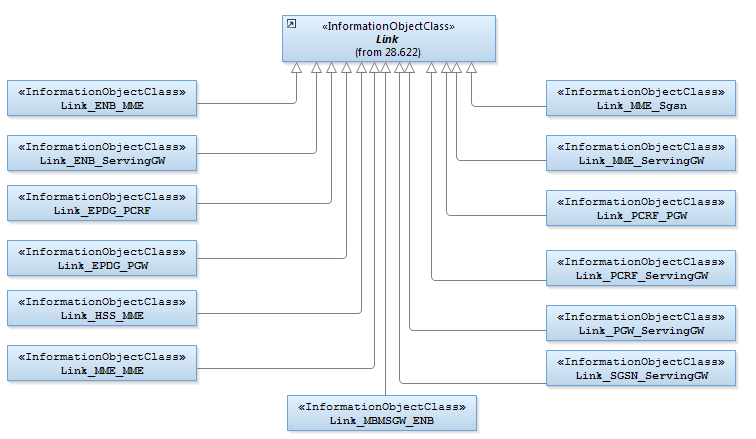 «InformationObjectClass»
Link
(from 28.622)
«InformationObjectClass»
Link_ENB_MME
«InformationObjectClass»
Link_ENB_ServingGW
«InformationObjectClass»
Link_EPDG_PCRF
«InformationObjectClass»
Link_EPDG_PGW
«InformationObjectClass»
Link_HSS_MME
«InformationObjectClass»
Link_MME_MME
«InformationObjectClass»
Link_MBMSGW_ENB
«InformationObjectClass»
Link_MME_Sgsn
«InformationObjectClass»
Link_MME_ServingGW
«InformationObjectClass»
Link_PCRF_PGW
«InformationObjectClass»
Link_PCRF_ServingGW
«InformationObjectClass»
Link_PGW_ServingGW
«InformationObjectClass»
Link_SGSN_ServingGW